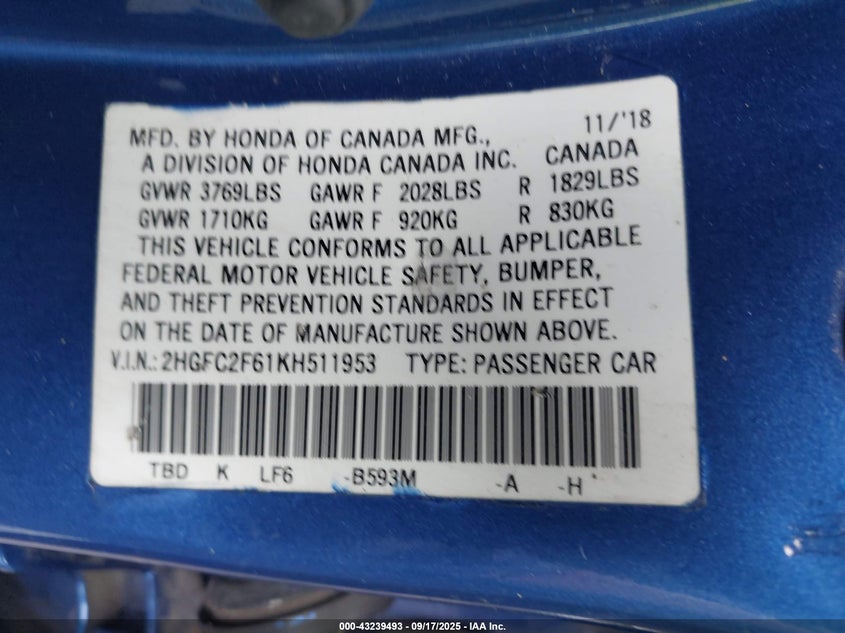 11/'18
MFD. BY HONDA OF CANADA MFG.,
A DIVISION OF HONDA CANADA INC. CANADA
GVWR 3769LBS GAWR F 2028LBS R 1829LBS
GVWR 1710KG GAWR F 920KG R 830KG
THIS VEHICLE CONFORMS TO ALL APPLICABLE
FEDERAL MOTOR VEHICLE SAFETY, BUMPER,
AND THEFT PREVENTION STANDARDS IN EFFECT
ON THE DATE OF MANUFACTURE SHOWN ABOVE.
V.I.N.: 2HGFC2F61KH511953 TYPE: PASSENGER CAR
TBD K LF6 -B593M -A -H
000-43239493 - 09/17/2025 - IAA Inc.